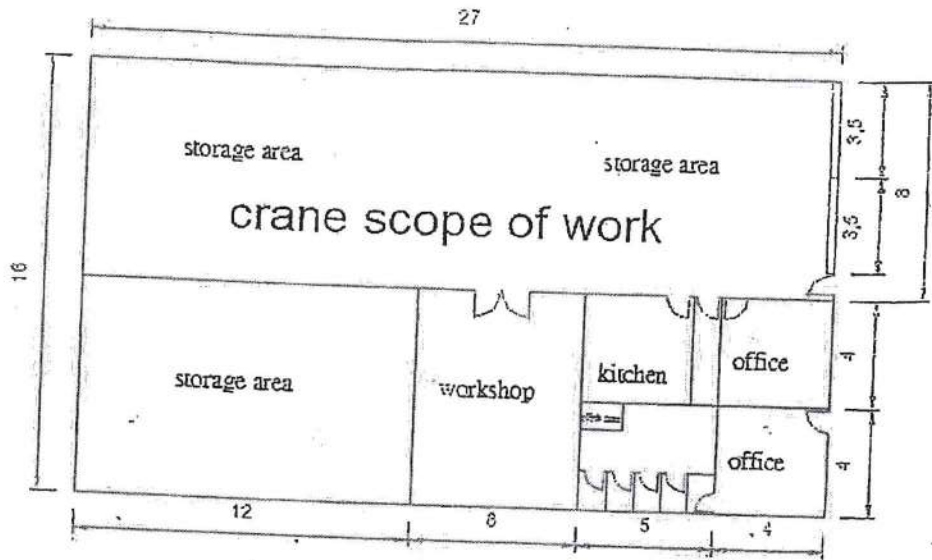 27
3,5
storage area
storage area
8
crane scope of work
3,5
16
storage area
workshop
kitchen
office
4
office
4
12
8
5
4